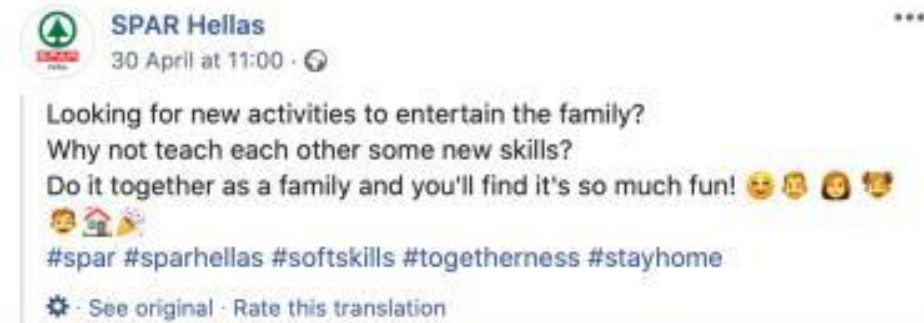 SPAR Hellas
30 April at 11:00 ·
Looking for new activities to entertain the family?
Why not teach each other some new skills?
Do it together as a family and you'll find it's so much fun! 😊👨👩👧
👦🏠🎉
#spar #sparhellas #softskills #togetherness #stayhome
· See original · Rate this translation